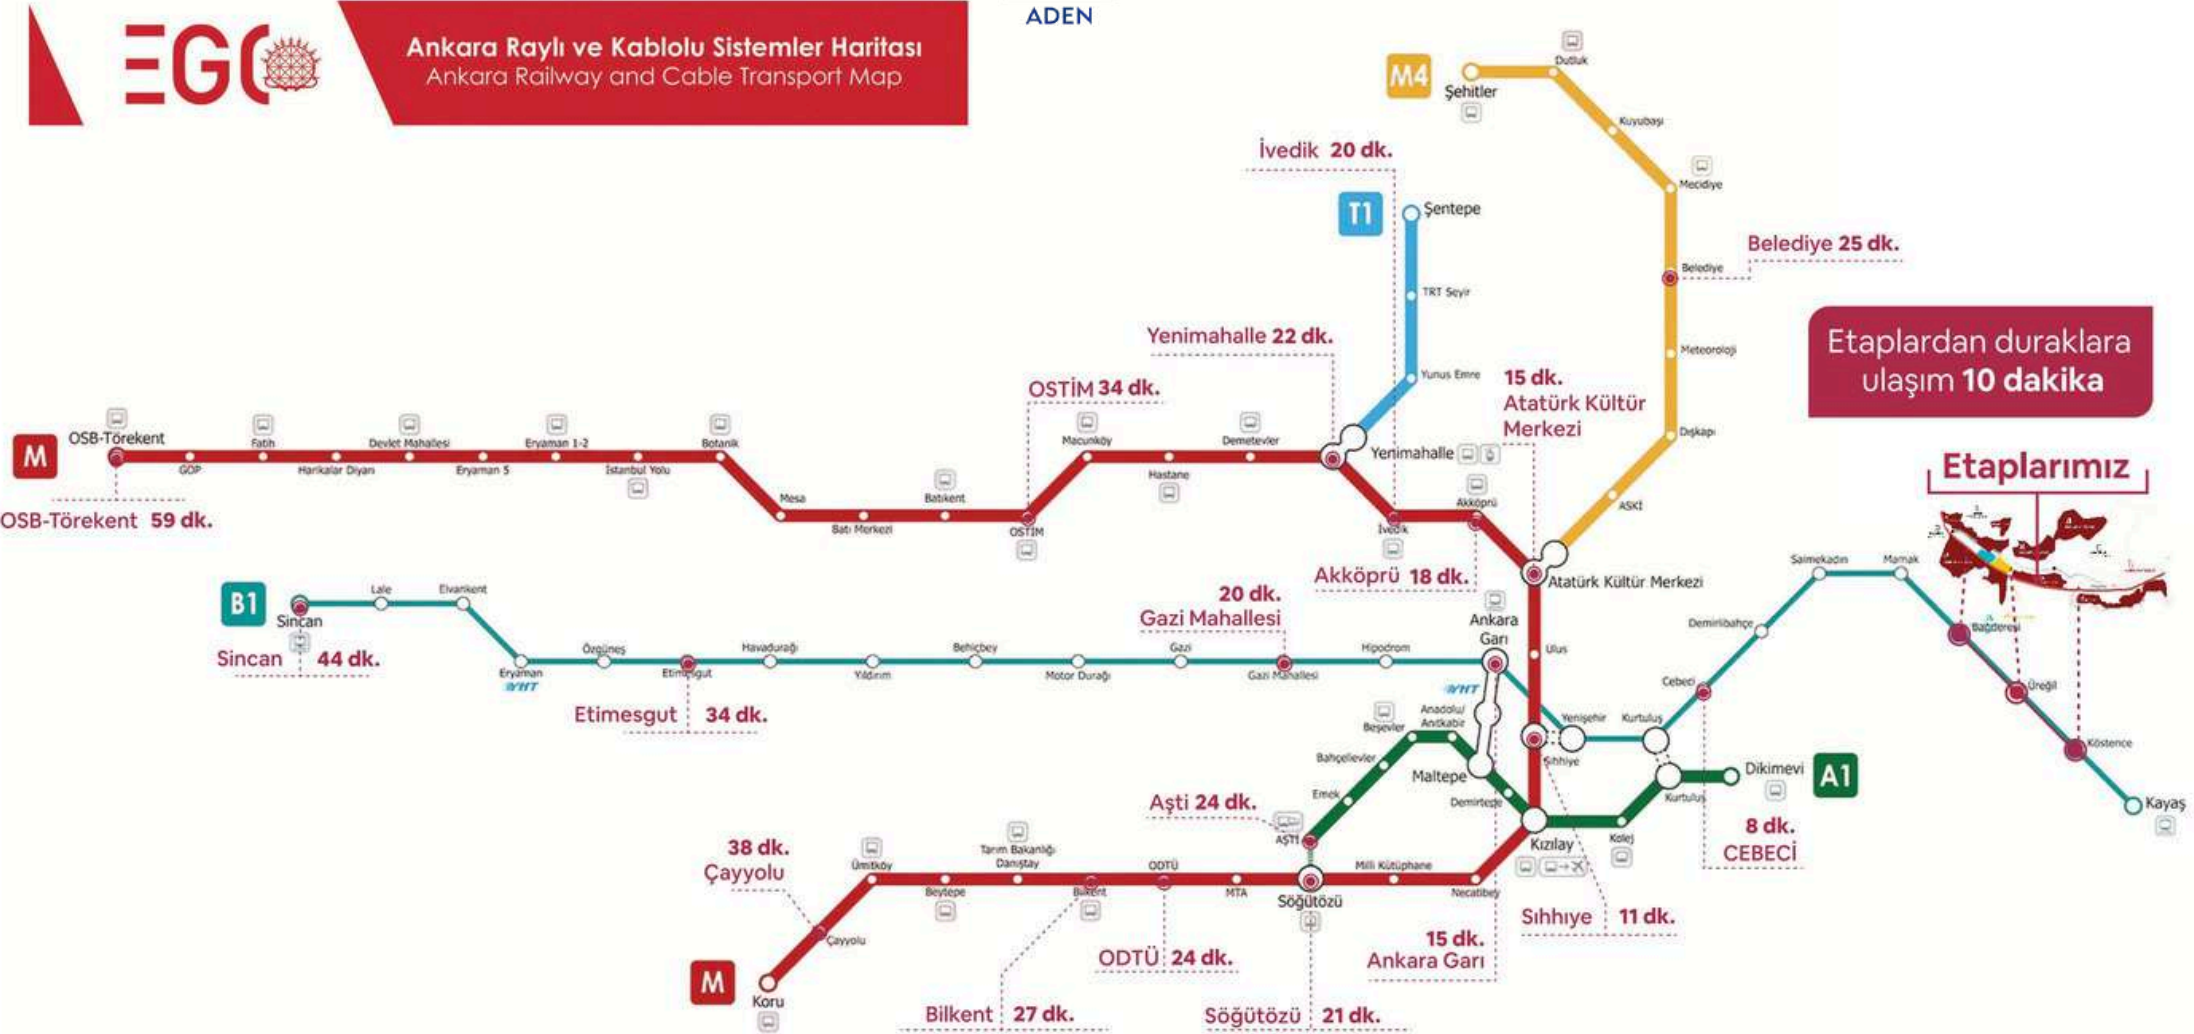 EGO
Ankara Raylı ve Kablolu Sistemler Haritası
Ankara Railway and Cable Transport Map
ADEN
M4
Şehitler
Dutluk
Kuyubaşı
Mecidiye
Belediye
Belediye 25 dk.
Meteoroloji
Dışkapı
ASKİ
İvedik 20 dk.
T1
Şentepe
TRT Seyir
Yunus Emre
Yenimahalle 22 dk.
15 dk.
Atatürk Kültür
Merkezi
Etaplardan duraklara
ulaşım 10 dakika
Etaplarımız
OSTİM 34 dk.
M
OSB-Törekent
GOP
Fatih
Harikalar Diyarı
Devlet Mahallesi
Eryaman 5
Eryaman 1-2
İstanbul Yolu
Botanik
Mesa
Batı Merkezi
Batıkent
OSTİM
Macunköy
Hastane
Demetevler
Yenimahalle
İvedik
Akköprü
Atatürk Kültür Merkezi
OSB-Törekent 59 dk.
Akköprü 18 dk.
B1
Sincan
Lale
Elvankent
Eryaman
YHT
Özgüneş
Etimesgut
Havadurağı
Yıldırım
Behiçbey
Motor Durağı
Gazi
Gazi Mahallesi
Hipodrom
Ankara
Garı
YHT
20 dk.
Gazi Mahallesi
Sincan 44 dk.
Etimesgut 34 dk.
Ulus
Yenişehir
Kurtuluş
Cebeci
Demirlibahçe
Saimekadın
Mamak
Bağderesi
Üreğil
Köstence
Kayaş
Sıhhiye
Anadolu/
Anıtkabir
Beşevler
Bahçelievler
Emek
AŞTİ
Maltepe
Demirtepe
Kızılay
Kolej
Kurtuluş
Dikimevi
A1
Aşti 24 dk.
8 dk.
CEBECİ
38 dk.
Çayyolu
Ümitköy
Beytepe
Tarım Bakanlığı
Danıştay
Bilkent
ODTÜ
MTA
Söğütözü
Milli Kütüphane
Necatibey
Çayyolu
M
Koru
Sıhhıye 11 dk.
15 dk.
Ankara Garı
ODTÜ 24 dk.
Bilkent 27 dk.
Söğütözü 21 dk.